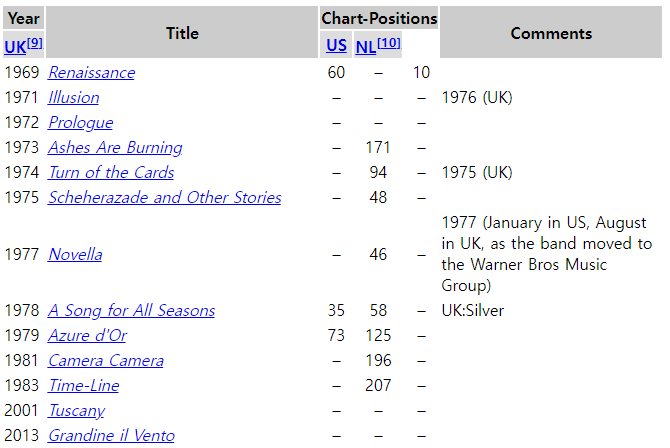 Year Title Chart-Positions Comments
UK[9] US NL[10]
1969 Renaissance 60 – 10
1971 Illusion – – – 1976 (UK)
1972 Prologue – – –
1973 Ashes Are Burning – 171 –
1974 Turn of the Cards – 94 – 1975 (UK)
1975 Scheherazade and Other Stories – 48 –
1977 Novella – 46 – 1977 (January in US, August
in UK, as the band moved to
the Warner Bros Music
Group)
1978 A Song for All Seasons 35 58 – UK:Silver
1979 Azure d'Or 73 125 –
1981 Camera Camera – 196 –
1983 Time-Line – 207 –
2001 Tuscany – – –
2013 Grandine il Vento – – –